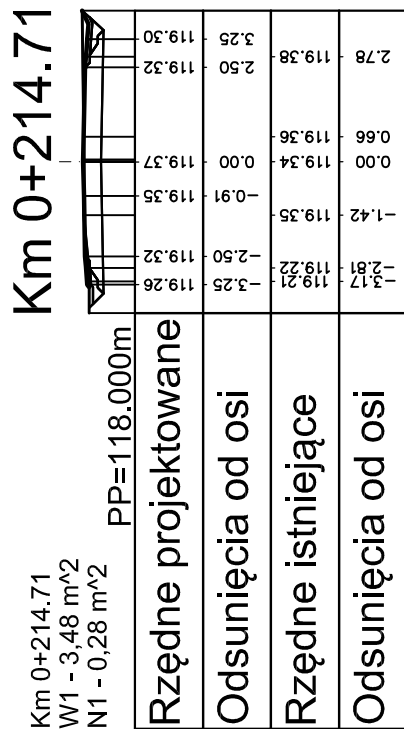 Km 0+214.71
Km 0+214.71
W1 - 3,48 m^2
N1 - 0,28 m^2
PP=118.000m
Rzędne projektowane
119.26 119.32 119.35 119.37 119.32 119.30
Odsunięcia od osi
-3.25 -2.50 -0.91 0.00 2.50 3.25
Rzędne istniejące
119.21 119.22 119.35 119.34 119.36 119.38
Odsunięcia od osi
-3.17 -2.81 -1.42 0.00 0.66 2.78